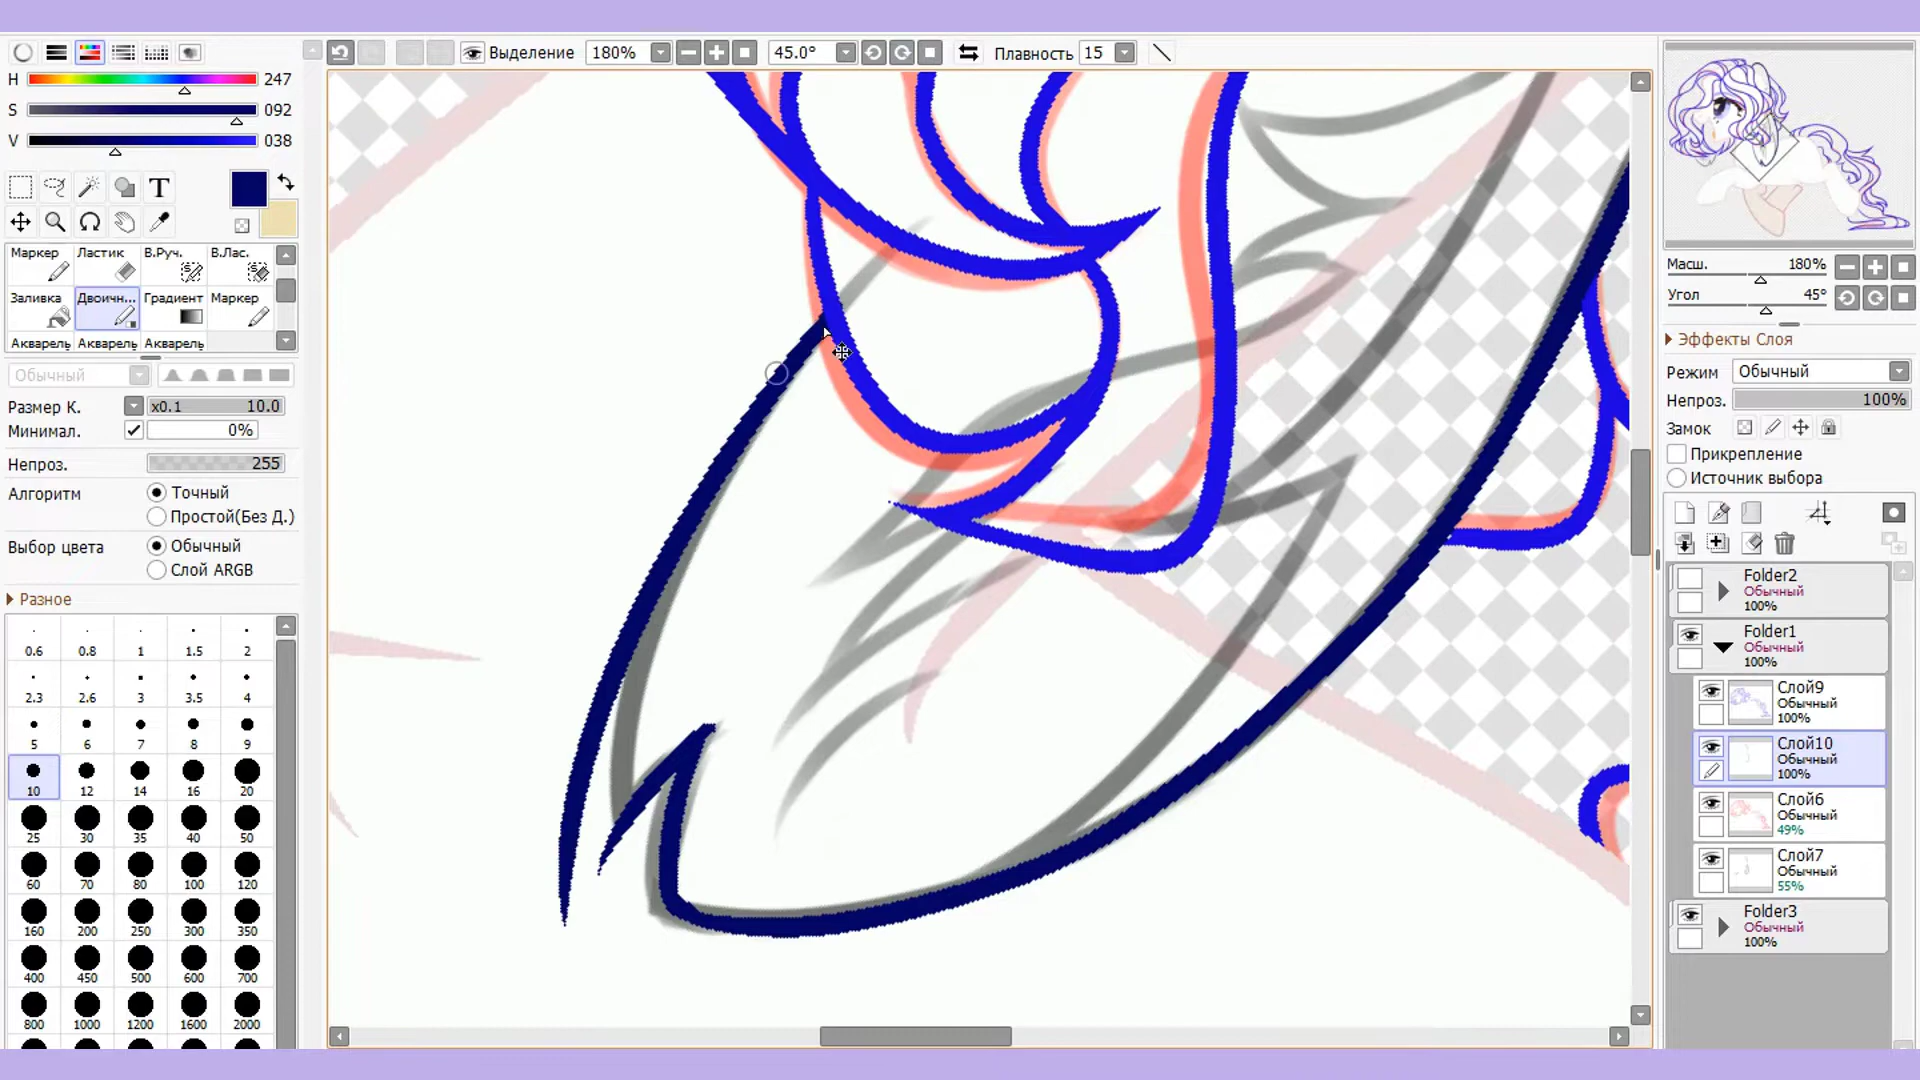 Выделение 180% 45.0° Плавность 15
H 247
S 092
V 038
T
Маркер Ластик В.Руч. В.Лас.
Заливка Двоичн... Градиент Маркер
Акварель Акварель Акварель
Обычный
Размер К. x0.1 10.0
Минимал. 0%
Непроз. 255
Алгоритм Точный
Простой(Без Д.)
Выбор цвета Обычный
Слой ARGB
Разное
0.6 0.8 1 1.5 2
2.3 2.6 3 3.5 4
5 6 7 8 9
10 12 14 16 20
25 30 35 40 50
60 70 80 100 120
160 200 250 300 350
400 450 500 600 700
800 1000 1200 1600 2000
Масш. 180%
Угол 45°
Эффекты Слоя
Режим Обычный
Непроз. 100%
Замок
Прикрепление
Источник выбора
Folder2
Обычный
100%
Folder1
Обычный
100%
Слой9
Обычный
100%
Слой10
Обычный
100%
Слой6
Обычный
49%
Слой7
Обычный
55%
Folder3
Обычный
100%